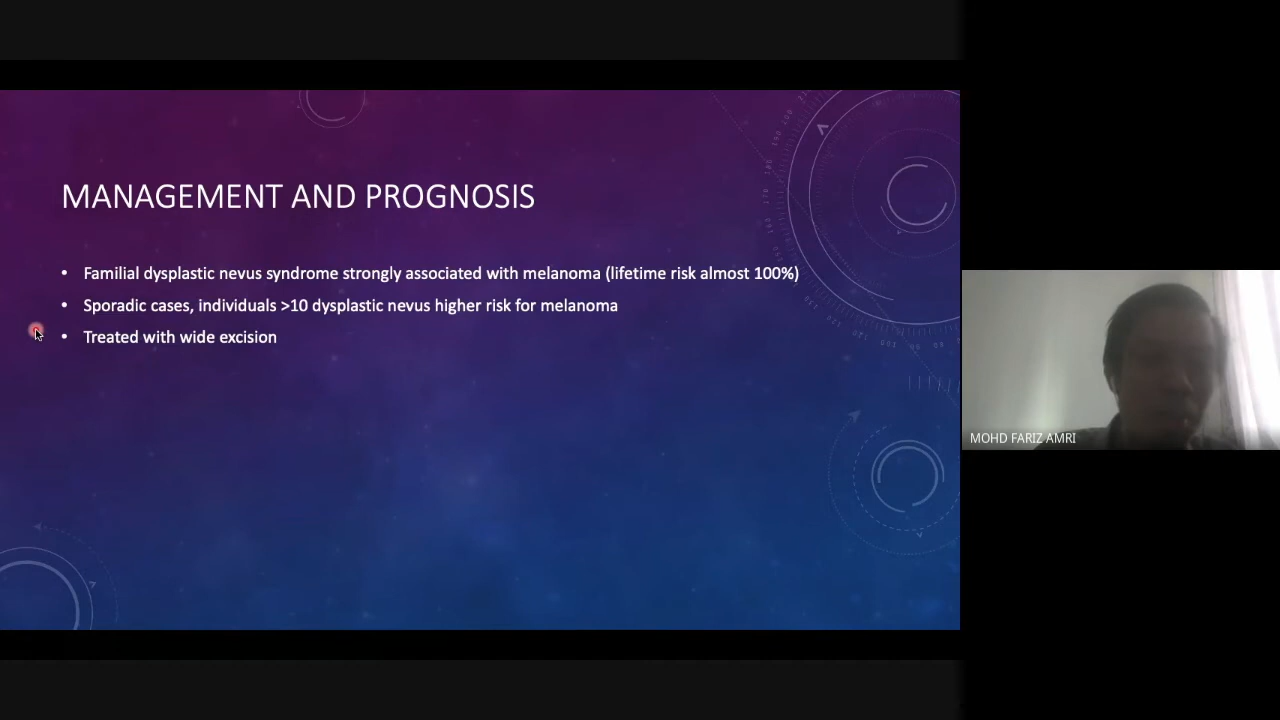 MANAGEMENT AND PROGNOSIS
• Familial dysplastic nevus syndrome strongly associated with melanoma (lifetime risk almost 100%)
• Sporadic cases, individuals >10 dysplastic nevus higher risk for melanoma
• Treated with wide excision
MOHD FARIZ AMRI